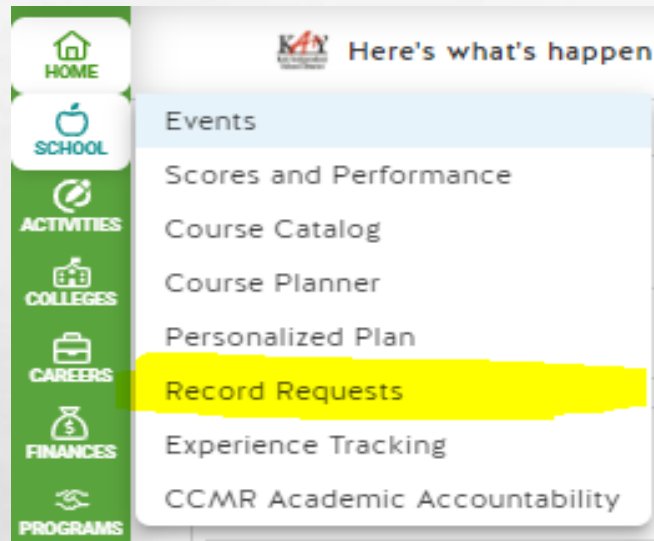 HOME
KATY Here's what's happen
SCHOOL
Events
Scores and Performance
ACTIVITIES
Course Catalog
COLLEGES
Course Planner
Personalized Plan
CAREERS
Record Requests
FINANCES
Experience Tracking
PROGRAMS
CCMR Academic Accountability